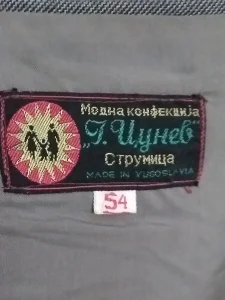 Модна конфекција
„Г. Цунев"
Струмица
MADE IN YUGOSLAVIA
54